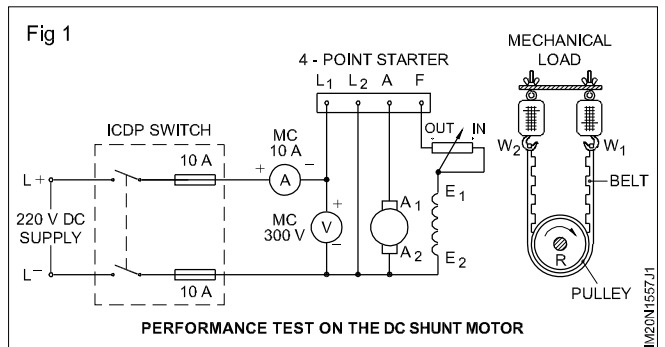 Fig 1
4 - POINT STARTER
L1 L2 A F
MECHANICAL
LOAD
ICDP SWITCH
10 A
MC
10 A
+ A -
OUT IN
W2 W1
L+
220 V DC
SUPPLY
L-
MC
300 V
+
V
-
A1
A2
E1
E2
BELT
R
PULLEY
10 A
PERFORMANCE TEST ON THE DC SHUNT MOTOR
IM20N1557J1